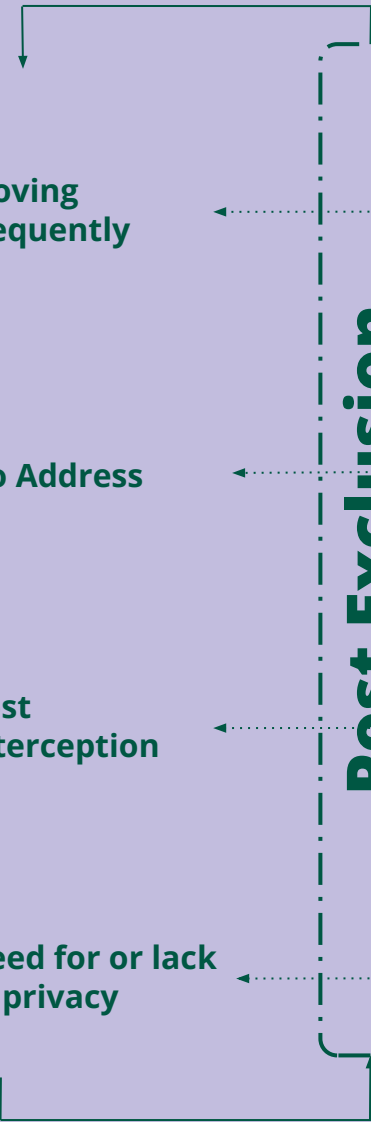 oving
equently
o Address
st
terception
eed for or lack
privacy
Post Exclusion